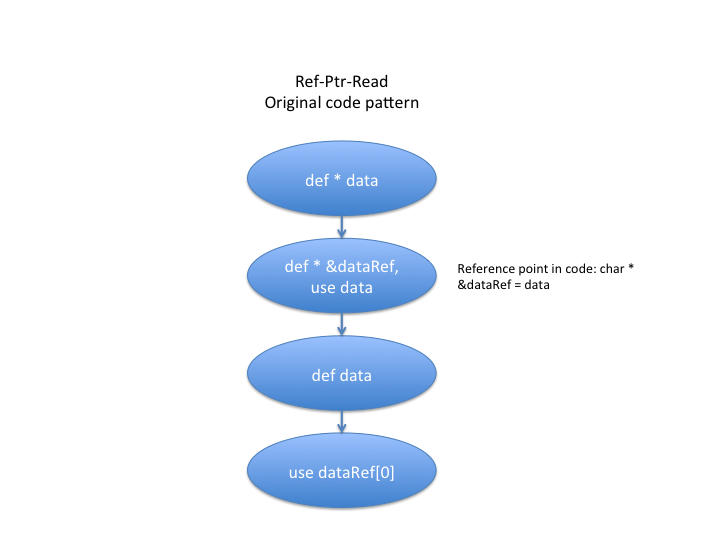 Ref-Ptr-Read
Original code pattern
def * data
def * &dataRef,
use data
Reference point in code: char *
&dataRef = data
def data
use dataRef[0]